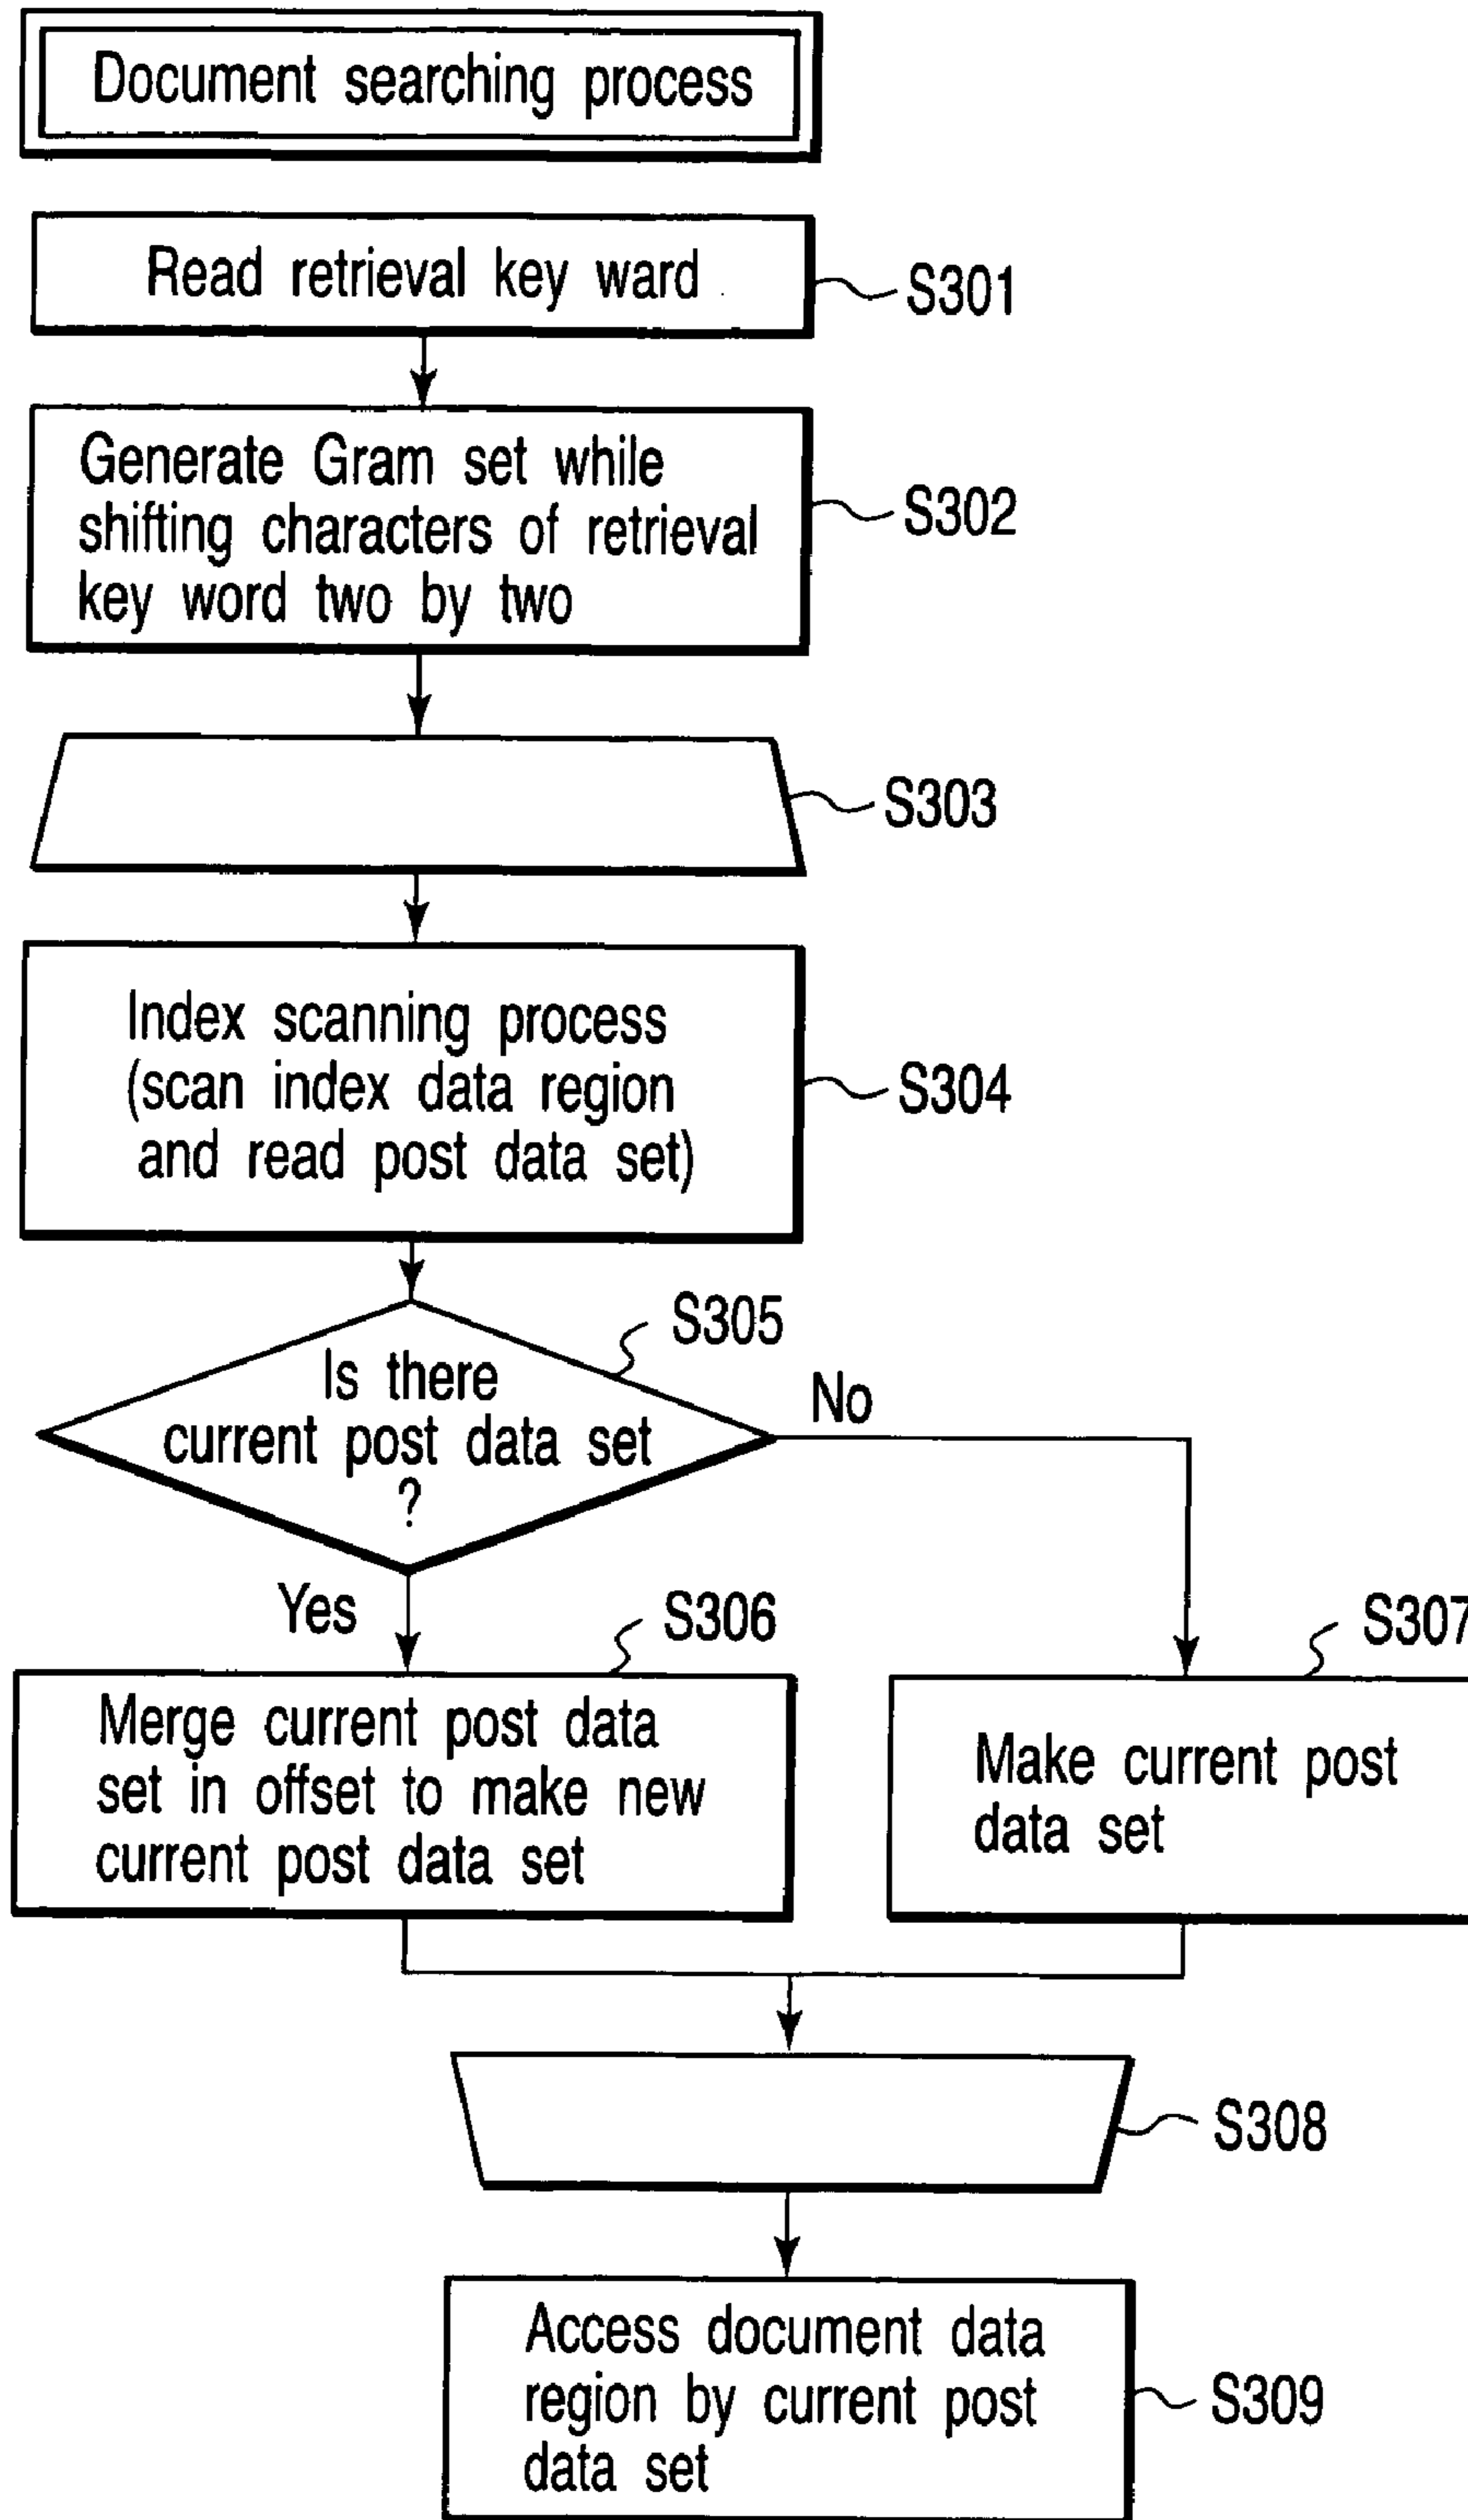 Document searching process
Read retrieval key ward
S301
Generate Gram set while
shifting characters of retrieval
key word two by two
S302
S303
Index scanning process
(scan index data region
and read post data set)
S304
S305
Is there
current post data set
?
No
Yes
S306
Merge current post data
set in offset to make new
current post data set
S307
Make current post
data set
S308
Access document data
region by current post
data set
S309